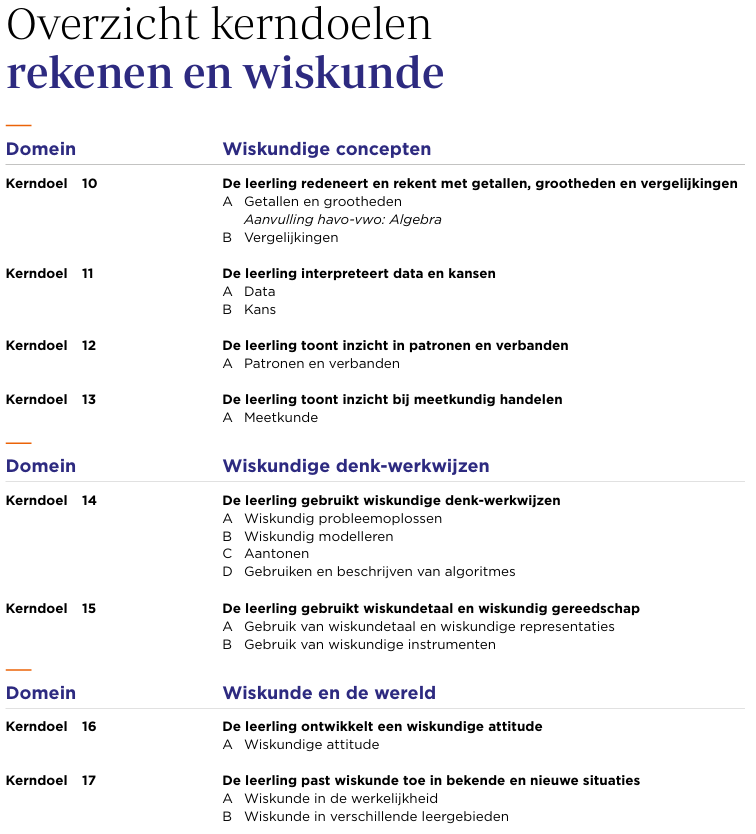 Overzicht kerndoelen
rekenen en wiskunde
Domein Wiskundige concepten
Kerndoel 10 De leerling redeneert en rekent met getallen, grootheden en vergelijkingen
A Getallen en grootheden
Aanvulling havo-vwo: Algebra
B Vergelijkingen
Kerndoel 11 De leerling interpreteert data en kansen
A Data
B Kans
Kerndoel 12 De leerling toont inzicht in patronen en verbanden
A Patronen en verbanden
Kerndoel 13 De leerling toont inzicht bij meetkundig handelen
A Meetkunde
Domein Wiskundige denk-werkwijzen
Kerndoel 14 De leerling gebruikt wiskundige denk-werkwijzen
A Wiskundig probleemoplossen
B Wiskundig modelleren
C Aantonen
D Gebruiken en beschrijven van algoritmes
Kerndoel 15 De leerling gebruikt wiskundetaal en wiskundig gereedschap
A Gebruik van wiskundetaal en wiskundige representaties
B Gebruik van wiskundige instrumenten
Domein Wiskunde en de wereld
Kerndoel 16 De leerling ontwikkelt een wiskundige attitude
A Wiskundige attitude
Kerndoel 17 De leerling past wiskunde toe in bekende en nieuwe situaties
A Wiskunde in de werkelijkheid
B Wiskunde in verschillende leergebieden